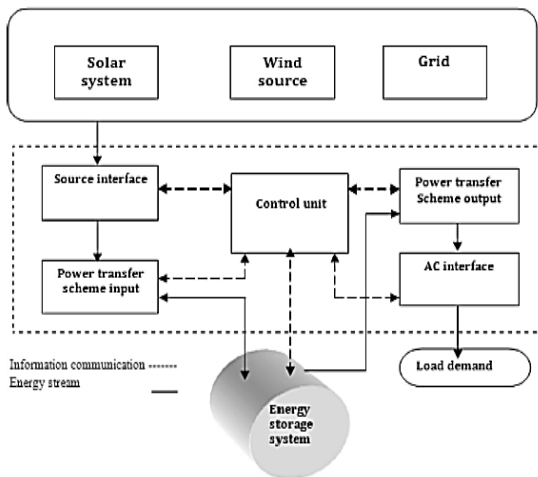 Solar
system
Wind
source
Grid
Source interface
Control unit
Power transfer
Scheme output
Power transfer
scheme input
AC interface
Information communication
Energy stream
Load demand
Energy
storage
system